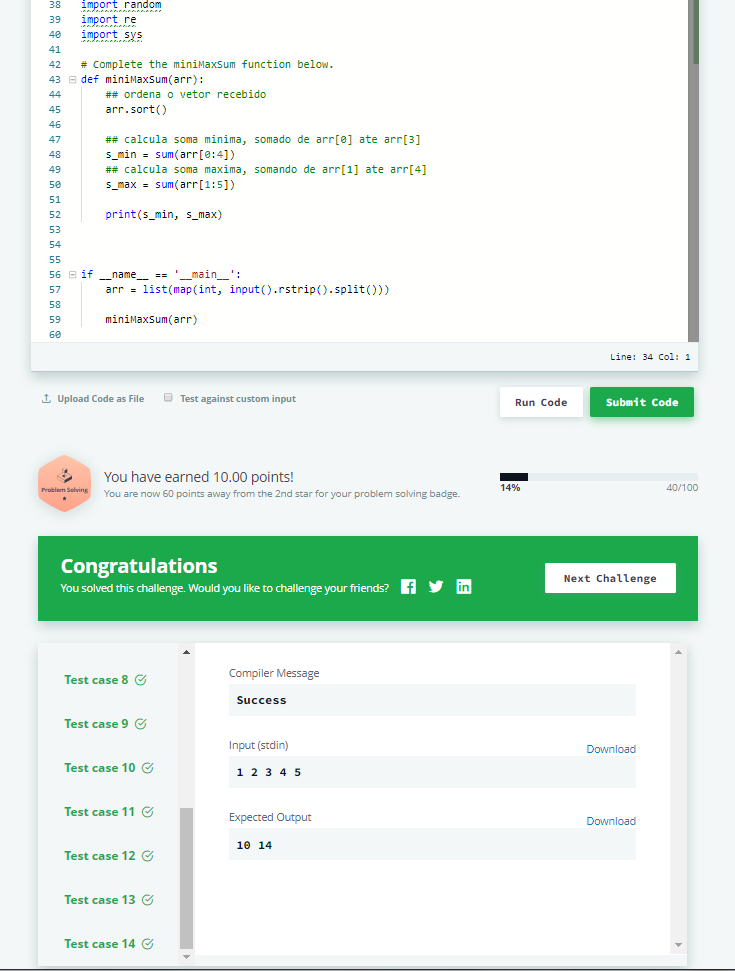 38 import random
39 import re
40 import sys
41
42 # Complete the miniMaxSum function below.
43 def miniMaxSum(arr):
44 ## ordena o vetor recebido
45 arr.sort()
46
47 ## calcula soma minima, somado de arr[0] ate arr[3]
48 s_min = sum(arr[0:4])
49 ## calcula soma maxima, somando de arr[1] ate arr[4]
50 s_max = sum(arr[1:5])
51
52 print(s_min, s_max)
53
54
55
56 if __name__ == '__main__':
57 arr = list(map(int, input().rstrip().split()))
58
59 miniMaxSum(arr)
60
Line: 34 Col: 1
Upload Code as File Test against custom input Run Code Submit Code
Problem Solving
You have earned 10.00 points!
You are now 60 points away from the 2nd star for your problem solving badge.
14% 40/100
Congratulations
You solved this challenge. Would you like to challenge your friends?
Next Challenge
Test case 8
Test case 9
Test case 10
Test case 11
Test case 12
Test case 13
Test case 14
Compiler Message
Success
Input (stdin) Download
1 2 3 4 5
Expected Output Download
10 14